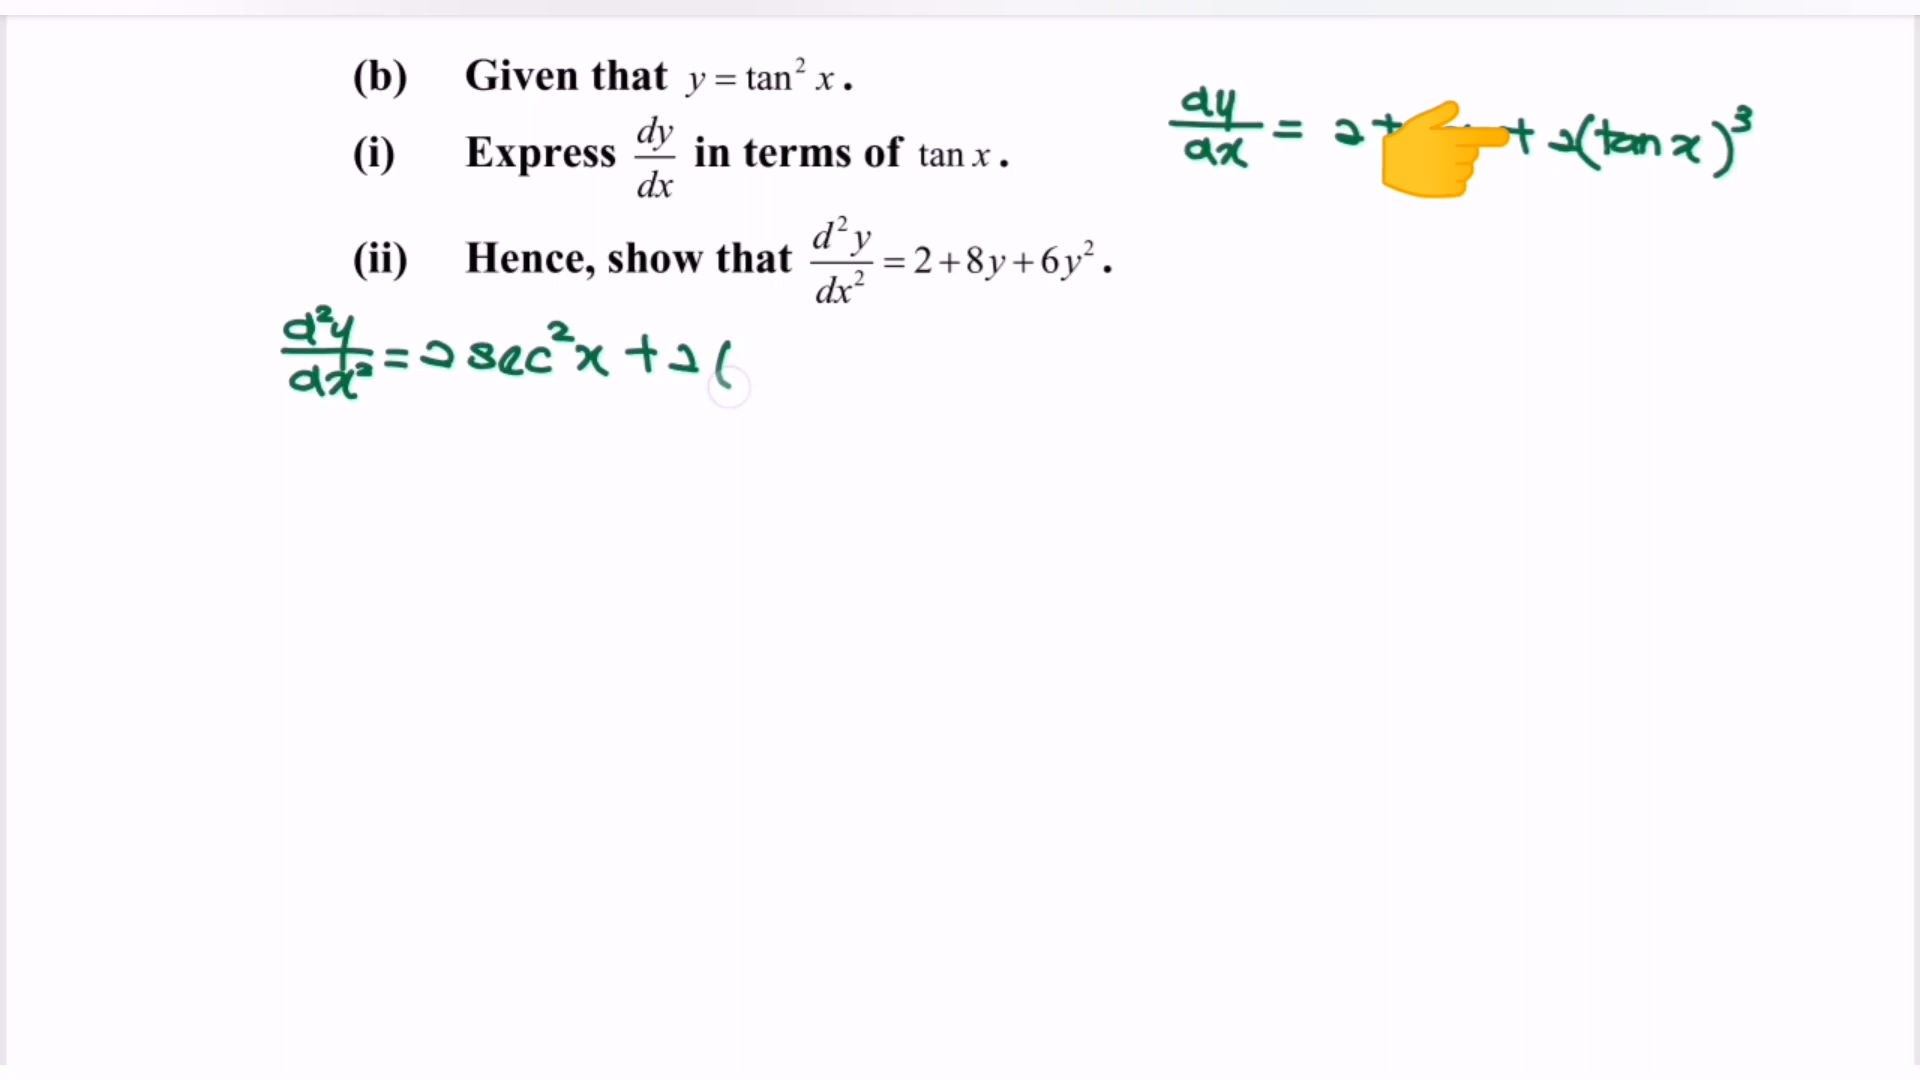 (b) Given that y = tan² x .
(i) Express dy/dx in terms of tan x .
(ii) Hence, show that d²y/dx² = 2+8y+6y² .
dy/dx = 2 + 2(tan x)³
d²y/dx² = 2 sec² x + 2(